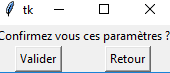 tk
Confirmez vous ces paramètres ?
Valider
Retour